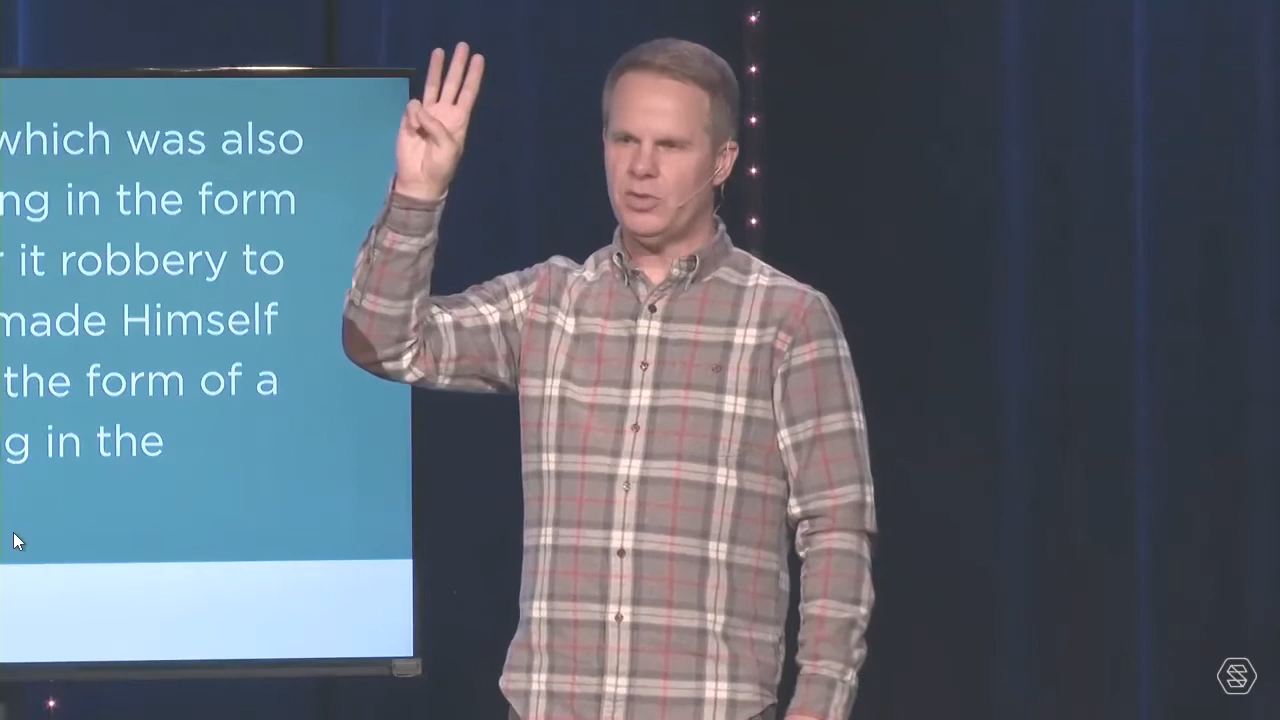 which was also
ng in the form
it robbery to
made Himself
the form of a
g in the